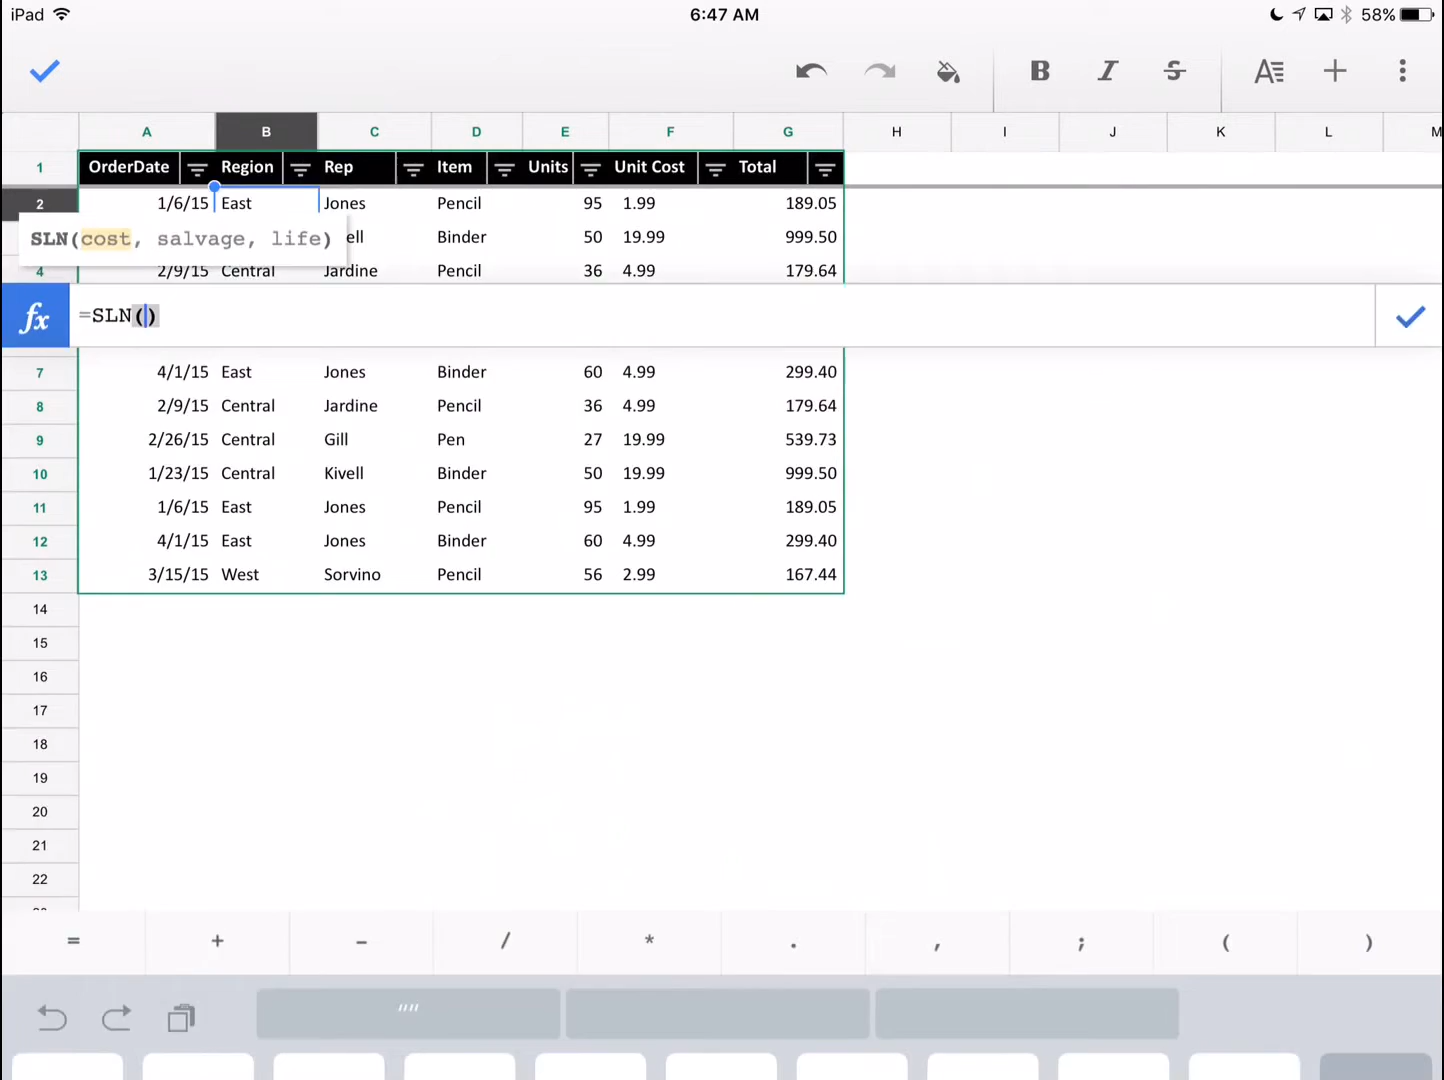 iPad 6:47 AM 58%
B I S A +
A B C D E F G H I J K L M
1 OrderDate Region Rep Item Units Unit Cost Total
2 1/6/15 East Jones Pencil 95 1.99 189.05
SLN(cost, salvage, life) ell Binder 50 19.99 999.50
4 2/9/15 Central Jardine Pencil 36 4.99 179.64
fx =SLN()
7 4/1/15 East Jones Binder 60 4.99 299.40
8 2/9/15 Central Jardine Pencil 36 4.99 179.64
9 2/26/15 Central Gill Pen 27 19.99 539.73
10 1/23/15 Central Kivell Binder 50 19.99 999.50
11 1/6/15 East Jones Pencil 95 1.99 189.05
12 4/1/15 East Jones Binder 60 4.99 299.40
13 3/15/15 West Sorvino Pencil 56 2.99 167.44
14
15
16
17
18
19
20
21
22
= + - / * . , ; ( )
""